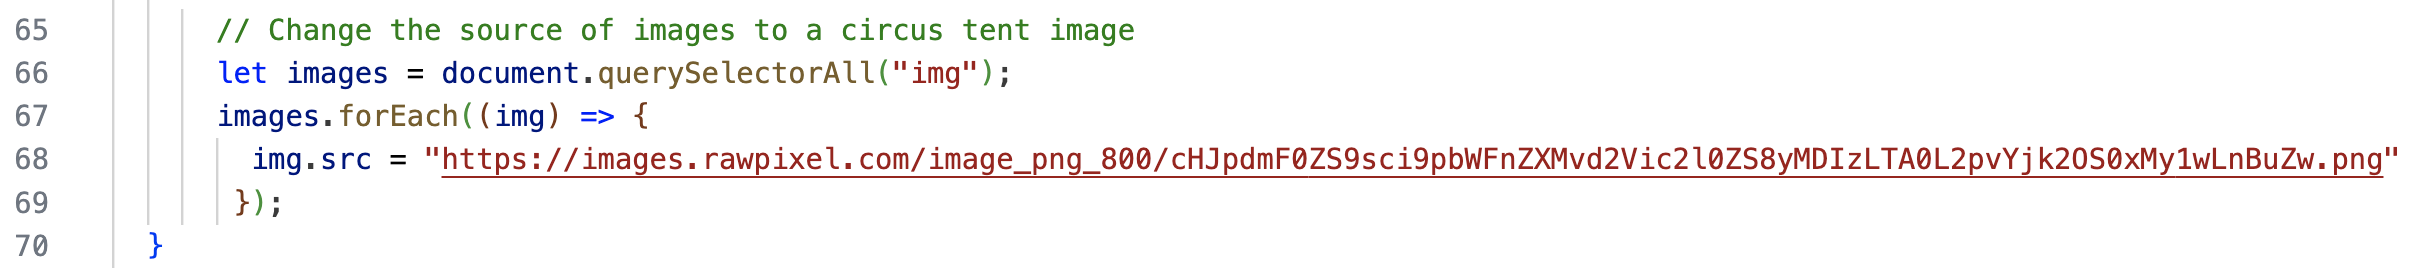 65 // Change the source of images to a circus tent image
66 let images = document.querySelectorAll("img");
67 images.forEach((img) => {
68 img.src = "https://images.rawpixel.com/image_png_800/cHJpdmF0ZS9sci9pbWFnZXMvd2Vic2l0ZS8yMDIzLTA0L2pvYjk2OS0xMy1wLnBuZw.png"
69 });
70 }